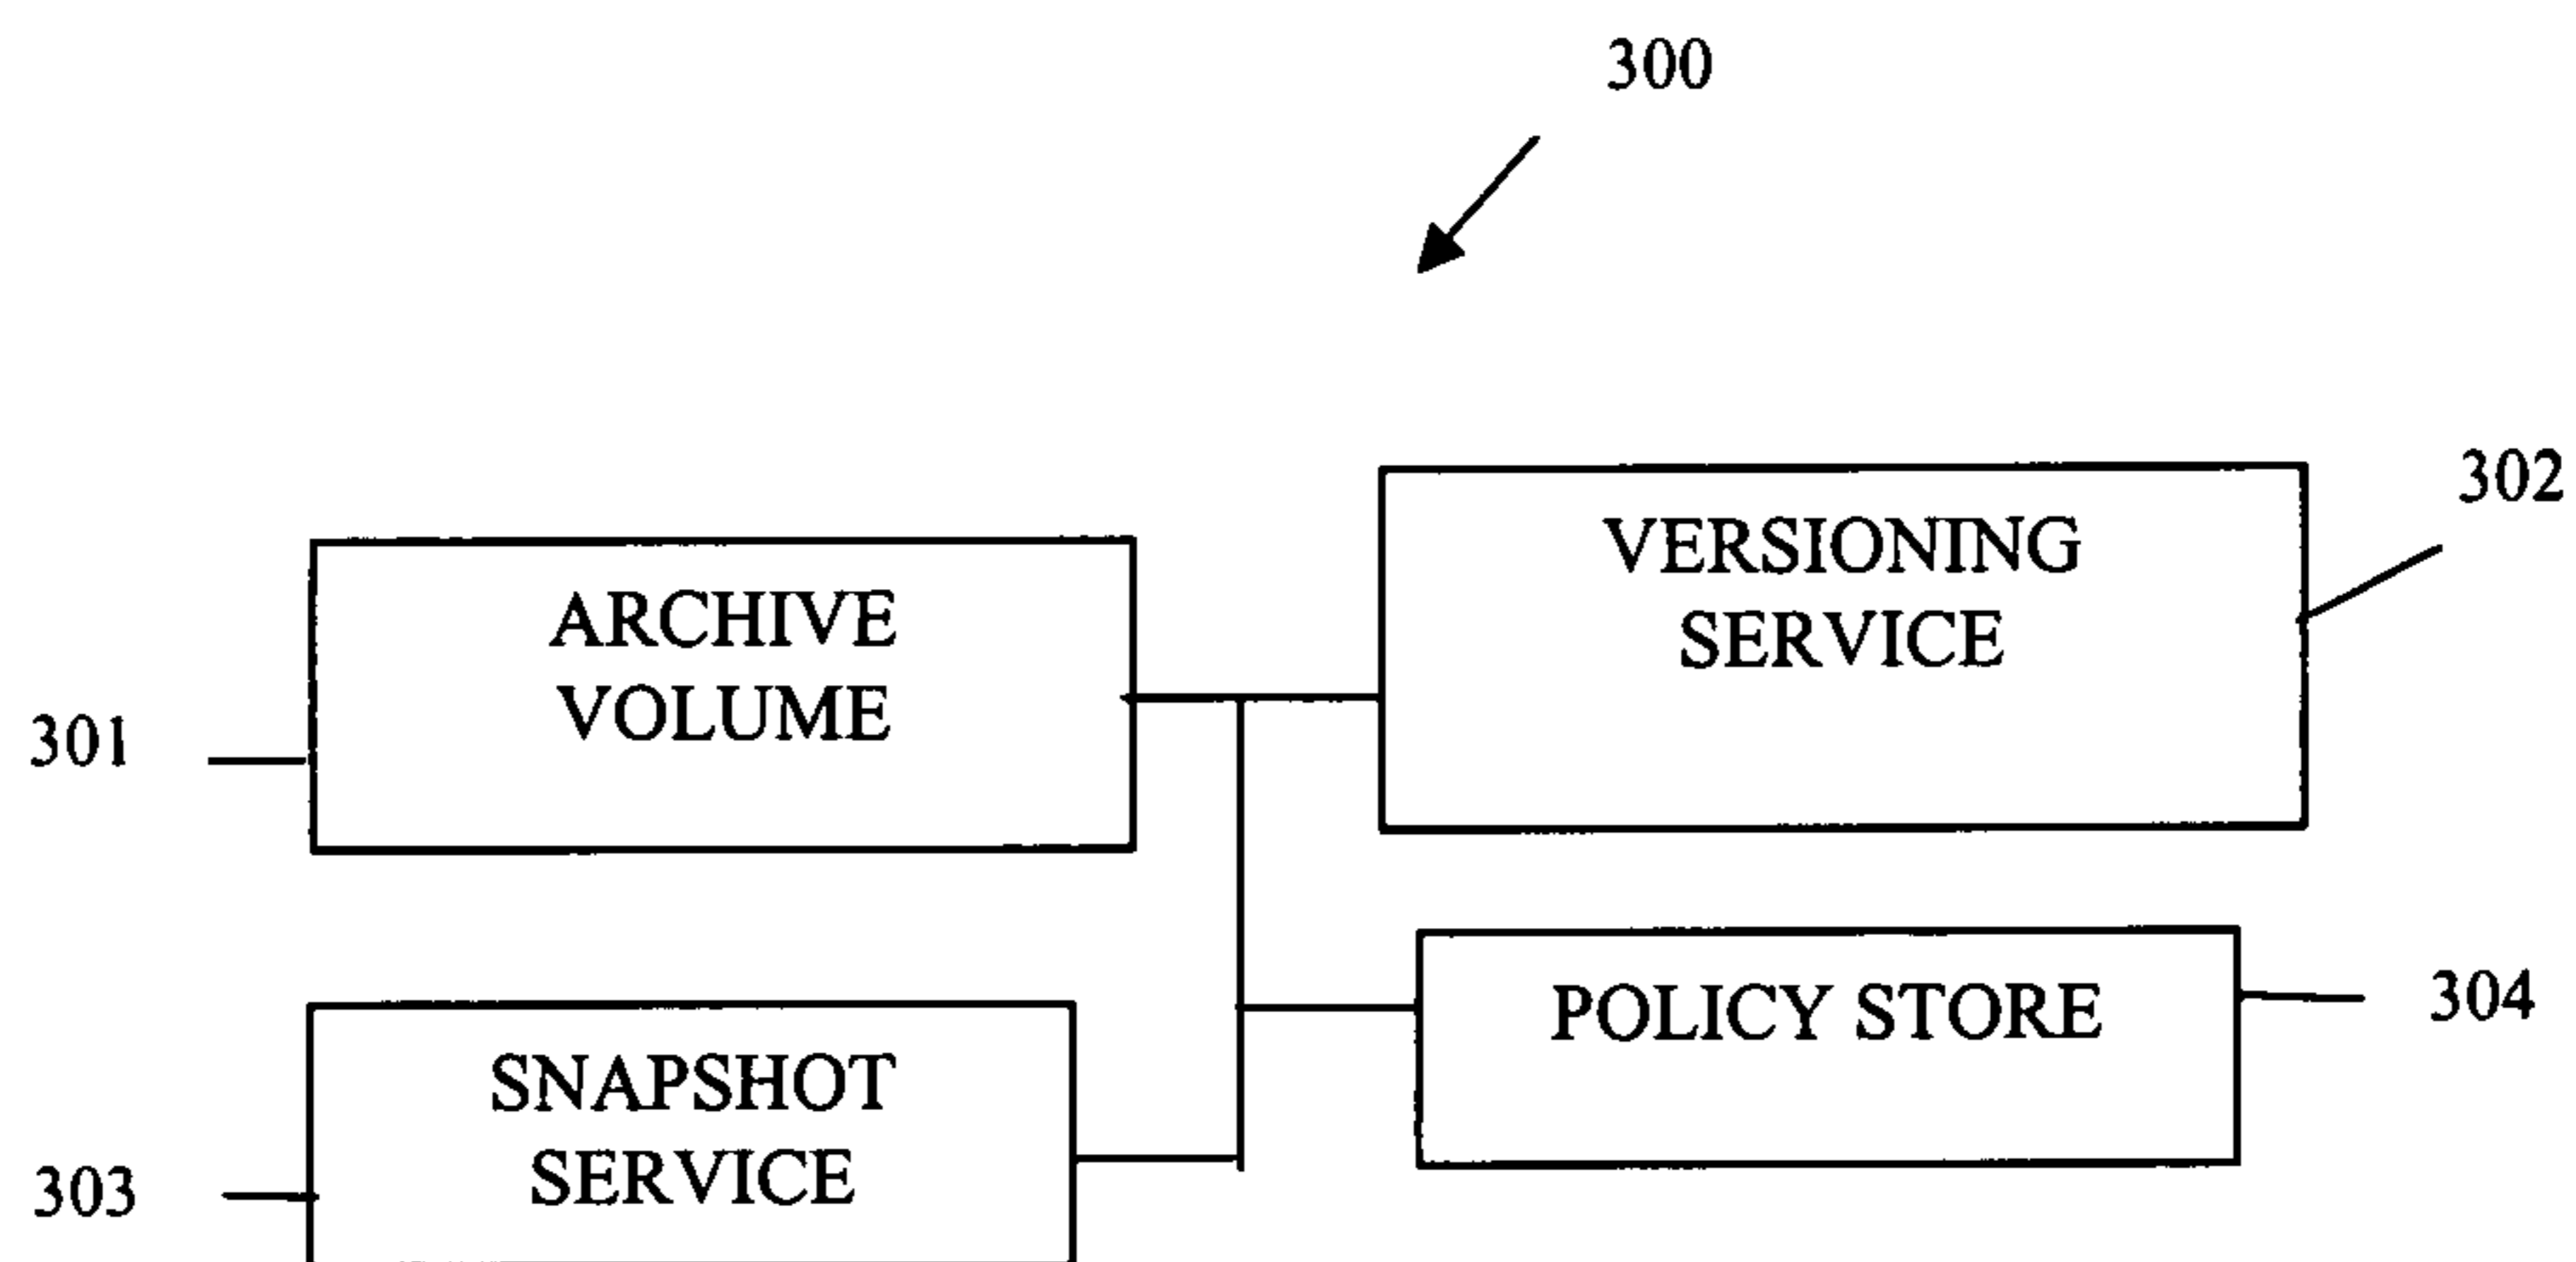 300
302
VERSIONING
SERVICE
ARCHIVE
VOLUME
301
304
POLICY STORE
SNAPSHOT
SERVICE
303